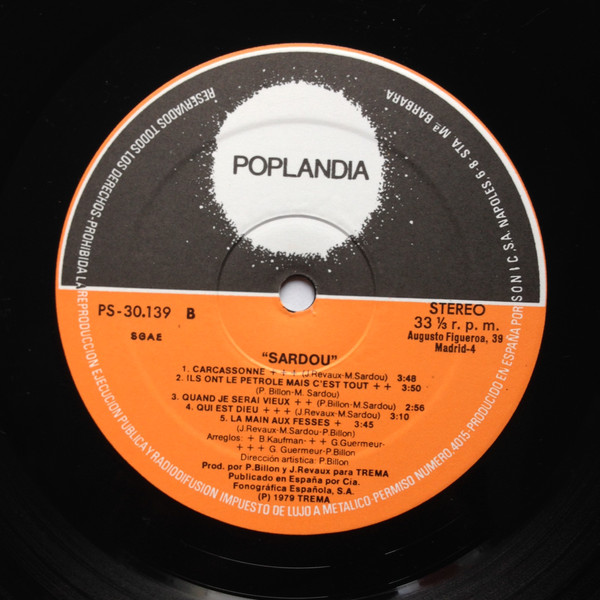 POPLANDIA
PS-30.139 B
SGAE
STEREO
33 ⅓ r. p. m.
Augusto Figueroa, 39
Madrid-4
"SARDOU"
1. CARCASSONNE + + + (J.Revaux-M.Sardou) 3:48
2. ILS ONT LE PETROLE MAIS C'EST TOUT + + 3:50
(P. Billon-M. Sardou)
3. QUAND JE SERAI VIEUX + + (P.Billon-M.Sardou) 2:56
4. QUI EST DIEU + + + (J.Revaux-M.Sardou) 3:10
5. LA MAIN AUX FESSES + 3:45
(J.Revaux-M.Sardou-P.Billon)
Arreglos: + B.Kaufman- + + G.Guermeur-
+ + + G. Guermeur-P.Billon
Dirección artística: P.Billon
Prod. por P.Billon y J.Revaux para TREMA
Publicado en España por Cía.
Fonográfica Española, S.A.
(P) 1979 TREMA
RESERVADOS TODOS LOS DERECHOS-PROHIBIDA LA REPRODUCCION EJECUCION PUBLICA Y RADIODIFUSION IMPUESTO DE LUJO A METALICO-PERMISO NUMERO. 4015-PRODUCIDO EN ESPAÑA POR S O N I C S.A. NAPOLES, 6-8-STA Mª BARBARA